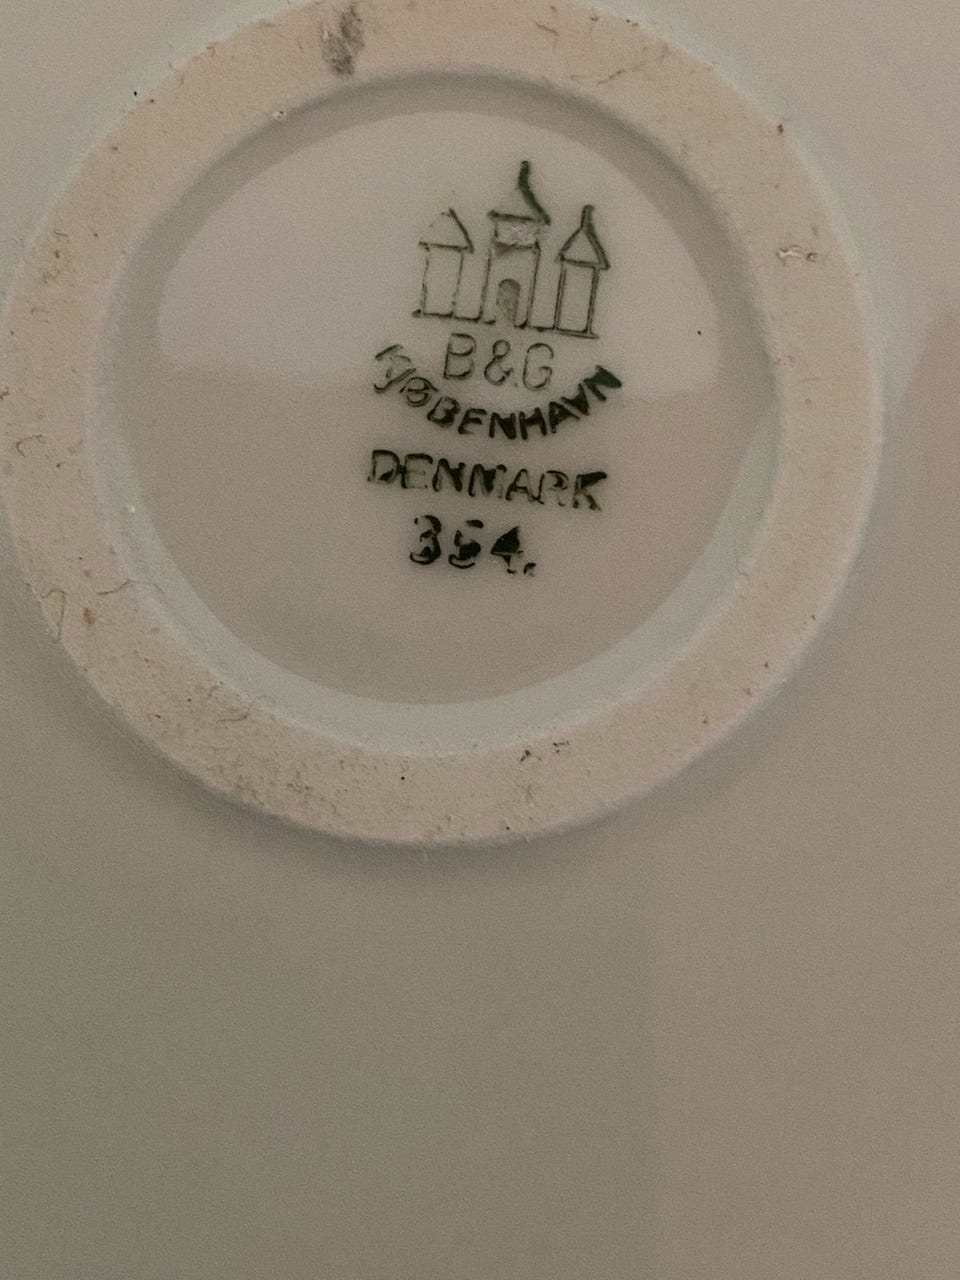 B&G
KJØBENHAVN
DENMARK
354.